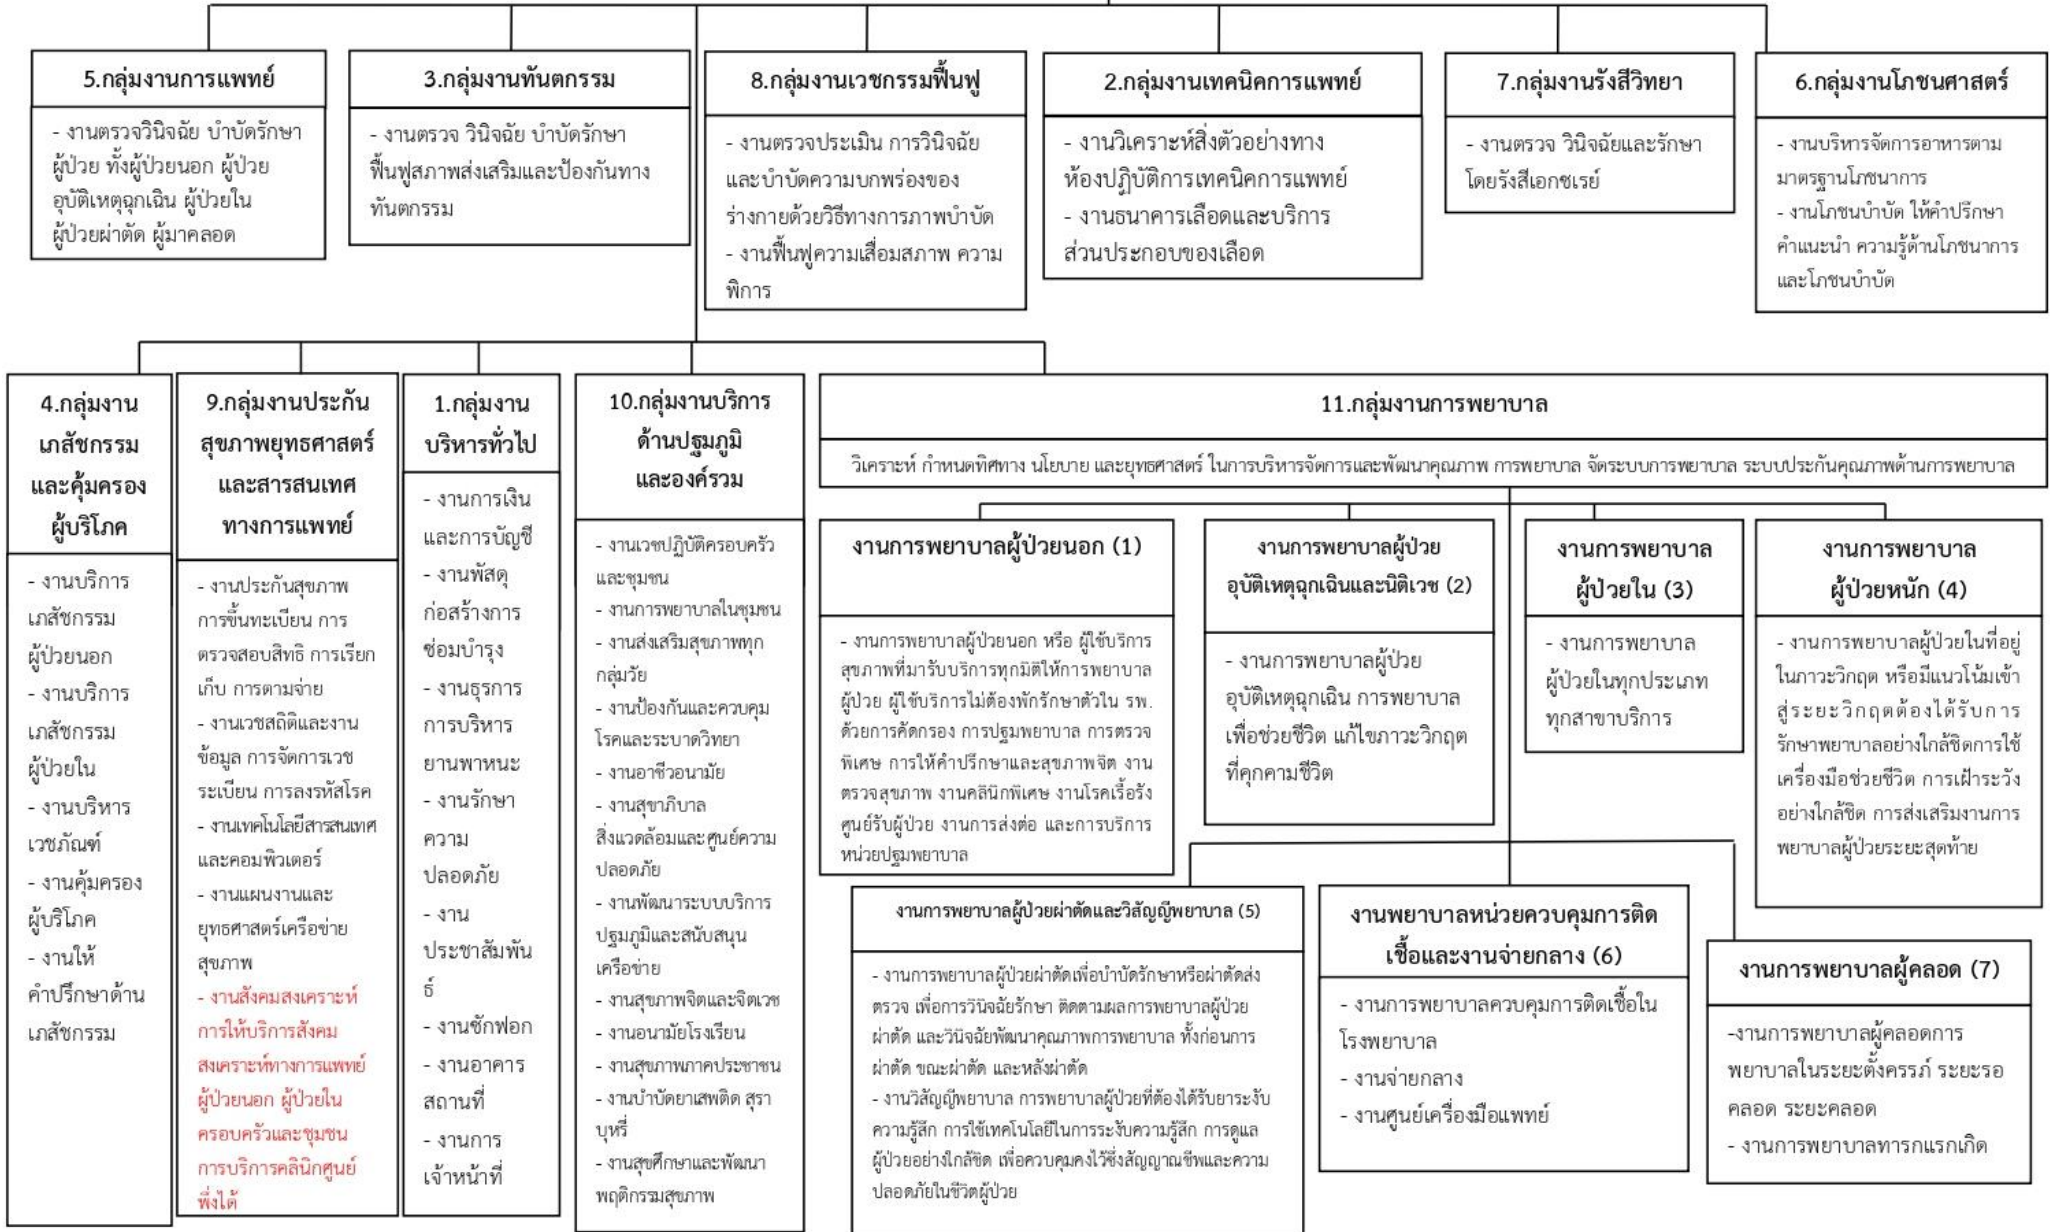 5.กลุ่มงานการแพทย์
- งานตรวจวินิจฉัย บำบัดรักษา
ผู้ป่วย ทั้งผู้ป่วยนอก ผู้ป่วย
อุบัติเหตุฉุกเฉิน ผู้ป่วยใน
ผู้ป่วยผ่าตัด ผู้มาคลอด
3.กลุ่มงานทันตกรรม
- งานตรวจ วินิจฉัย บำบัดรักษา
ฟื้นฟูสภาพส่งเสริมและป้องกันทาง
ทันตกรรม
8.กลุ่มงานเวชกรรมฟื้นฟู
- งานตรวจประเมิน การวินิจฉัย
และบำบัดความบกพร่องของ
ร่างกายด้วยวิธีทางการภาพบำบัด
- งานฟื้นฟูความเสื่อมสภาพ ความ
พิการ
2.กลุ่มงานเทคนิคการแพทย์
- งานวิเคราะห์สิ่งตัวอย่างทาง
ห้องปฏิบัติการเทคนิคการแพทย์
- งานธนาคารเลือดและบริการ
ส่วนประกอบของเลือด
7.กลุ่มงานรังสีวิทยา
- งานตรวจ วินิจฉัยและรักษา
โดยรังสีเอกซเรย์
6.กลุ่มงานโภชนศาสตร์
- งานบริหารจัดการอาหารตาม
มาตรฐานโภชนาการ
- งานโภชนบำบัด ให้คำปรึกษา
คำแนะนำ ความรู้ด้านโภชนาการ
และโภชนบำบัด
4.กลุ่มงาน
เภสัชกรรม
และคุ้มครอง
ผู้บริโภค
- งานบริการ
เภสัชกรรม
ผู้ป่วยนอก
- งานบริการ
เภสัชกรรม
ผู้ป่วยใน
- งานบริหาร
เวชภัณฑ์
- งานคุ้มครอง
ผู้บริโภค
- งานให้
คำปรึกษาด้าน
เภสัชกรรม
9.กลุ่มงานประกัน
สุขภาพยุทธศาสตร์
และสารสนเทศ
ทางการแพทย์
- งานประกันสุขภาพ
การขึ้นทะเบียน การ
ตรวจสอบสิทธิ การเรียก
เก็บ การตามจ่าย
- งานเวชสถิติและงาน
ข้อมูล การจัดการเวช
ระเบียน การลงรหัสโรค
- งานเทคโนโลยีสารสนเทศ
และคอมพิวเตอร์
- งานแผนงานและ
ยุทธศาสตร์เครือข่าย
สุขภาพ
- งานสังคมสงเคราะห์
การให้บริการสังคม
สงเคราะห์ทางการแพทย์
ผู้ป่วยนอก ผู้ป่วยใน
ครอบครัวและชุมชน
การบริการคลินิกศูนย์
พึ่งได้
1.กลุ่มงาน
บริหารทั่วไป
- งานการเงิน
และการบัญชี
- งานพัสดุ
ก่อสร้างการ
ซ่อมบำรุง
- งานธุรการ
การบริหาร
ยานพาหนะ
- งานรักษา
ความ
ปลอดภัย
- งาน
ประชาสัมพัน
ธ์
- งานซักฟอก
- งานอาคาร
สถานที่
- งานการ
เจ้าหน้าที่
10.กลุ่มงานบริการ
ด้านปฐมภูมิ
และองค์รวม
- งานเวชปฏิบัติครอบครัว
และชุมชน
- งานการพยาบาลในชุมชน
- งานส่งเสริมสุขภาพทุก
กลุ่มวัย
- งานป้องกันและควบคุม
โรคและระบาดวิทยา
- งานอาชีวอนามัย
- งานสุขาภิบาล
สิ่งแวดล้อมและศูนย์ความ
ปลอดภัย
- งานพัฒนาระบบบริการ
ปฐมภูมิและสนับสนุน
เครือข่าย
- งานสุขภาพจิตและจิตเวช
- งานอนามัยโรงเรียน
- งานสุขภาพภาคประชาชน
- งานบำบัดยาเสพติด สุรา
บุหรี่
- งานสุขศึกษาและพัฒนา
พฤติกรรมสุขภาพ
11.กลุ่มงานการพยาบาล
วิเคราะห์ กำหนดทิศทาง นโยบาย และยุทธศาสตร์ ในการบริหารจัดการและพัฒนาคุณภาพ การพยาบาล จัดระบบการพยาบาล ระบบประกันคุณภาพด้านการพยาบาล
งานการพยาบาลผู้ป่วยนอก (1)
- งานการพยาบาลผู้ป่วยนอก หรือ ผู้ใช้บริการ
สุขภาพที่มารับบริการทุกมิติให้การพยาบาล
ผู้ป่วย ผู้ใช้บริการไม่ต้องพักรักษาตัวใน รพ.
ด้วยการคัดกรอง การปฐมพยาบาล การตรวจ
พิเศษ การให้คำปรึกษาและสุขภาพจิต งาน
ตรวจสุขภาพ งานคลินิกพิเศษ งานโรคเรื้อรัง
ศูนย์รับผู้ป่วย งานการส่งต่อ และการบริการ
หน่วยปฐมพยาบาล
งานการพยาบาลผู้ป่วย
อุบัติเหตุฉุกเฉินและนิติเวช (2)
- งานการพยาบาลผู้ป่วย
อุบัติเหตุฉุกเฉิน การพยาบาล
เพื่อช่วยชีวิต แก้ไขภาวะวิกฤต
ที่คุกคามชีวิต
งานการพยาบาล
ผู้ป่วยใน (3)
- งานการพยาบาล
ผู้ป่วยในทุกประเภท
ทุกสาขาบริการ
งานการพยาบาล
ผู้ป่วยหนัก (4)
- งานการพยาบาลผู้ป่วยในที่อยู่
ในภาวะวิกฤต หรือมีแนวโน้มเข้า
สู่ระยะวิกฤตต้องได้รับการ
รักษาพยาบาลอย่างใกล้ชิดการใช้
เครื่องมือช่วยชีวิต การเฝ้าระวัง
อย่างใกล้ชิด การส่งเสริมงานการ
พยาบาลผู้ป่วยระยะสุดท้าย
งานการพยาบาลผู้ป่วยผ่าตัดและวิสัญญีพยาบาล (5)
- งานการพยาบาลผู้ป่วยผ่าตัดเพื่อบำบัดรักษาหรือผ่าตัดส่ง
ตรวจ เพื่อการวินิจฉัยรักษา ติดตามผลการพยาบาลผู้ป่วย
ผ่าตัด และวินิจฉัยพัฒนาคุณภาพการพยาบาล ทั้งก่อนการ
ผ่าตัด ขณะผ่าตัด และหลังผ่าตัด
- งานวิสัญญีพยาบาล การพยาบาลผู้ป่วยที่ต้องได้รับยาระงับ
ความรู้สึก การใช้เทคโนโลยีในการระงับความรู้สึก การดูแล
ผู้ป่วยอย่างใกล้ชิด เพื่อควบคุมคงไว้ซึ่งสัญญาณชีพและความ
ปลอดภัยในชีวิตผู้ป่วย
งานพยาบาลหน่วยควบคุมการติด
เชื้อและงานจ่ายกลาง (6)
- งานการพยาบาลควบคุมการติดเชื้อใน
โรงพยาบาล
- งานจ่ายกลาง
- งานศูนย์เครื่องมือแพทย์
งานการพยาบาลผู้คลอด (7)
-งานการพยาบาลผู้คลอดการ
พยาบาลในระยะตั้งครรภ์ ระยะรอ
คลอด ระยะคลอด
- งานการพยาบาลทารกแรกเกิด